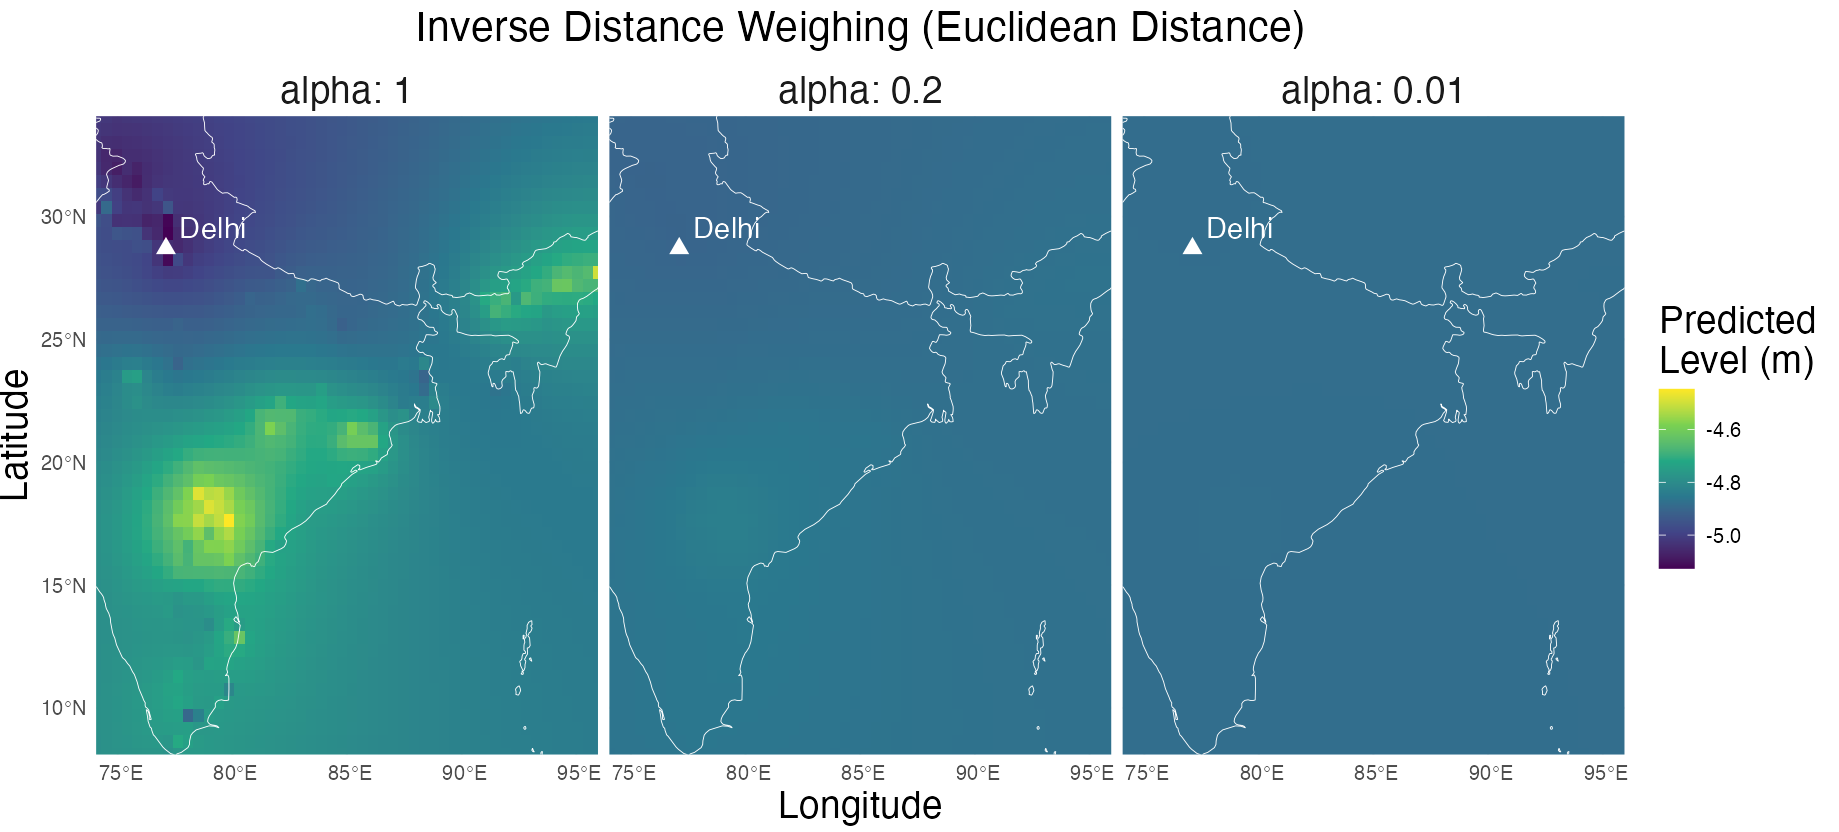 Inverse Distance Weighing (Euclidean Distance)
alpha: 1
alpha: 0.2
alpha: 0.01
Delhi
Delhi
Delhi
30°N
25°N
20°N
15°N
10°N
Latitude
75°E 80°E 85°E 90°E 95°E
75°E 80°E 85°E 90°E 95°E
75°E 80°E 85°E 90°E 95°E
Longitude
Predicted
Level (m)
-4.6
-4.8
-5.0